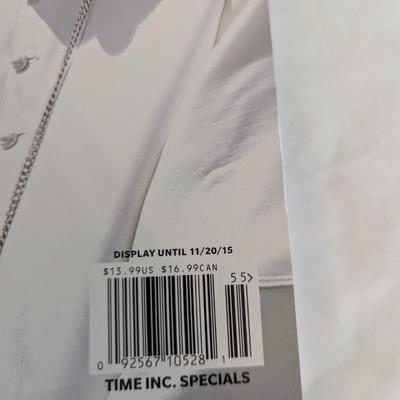 DISPLAY UNTIL 11/20/15
$13.99US $16.99CAN
55>
0 92567 10528 1
TIME INC. SPECIALS